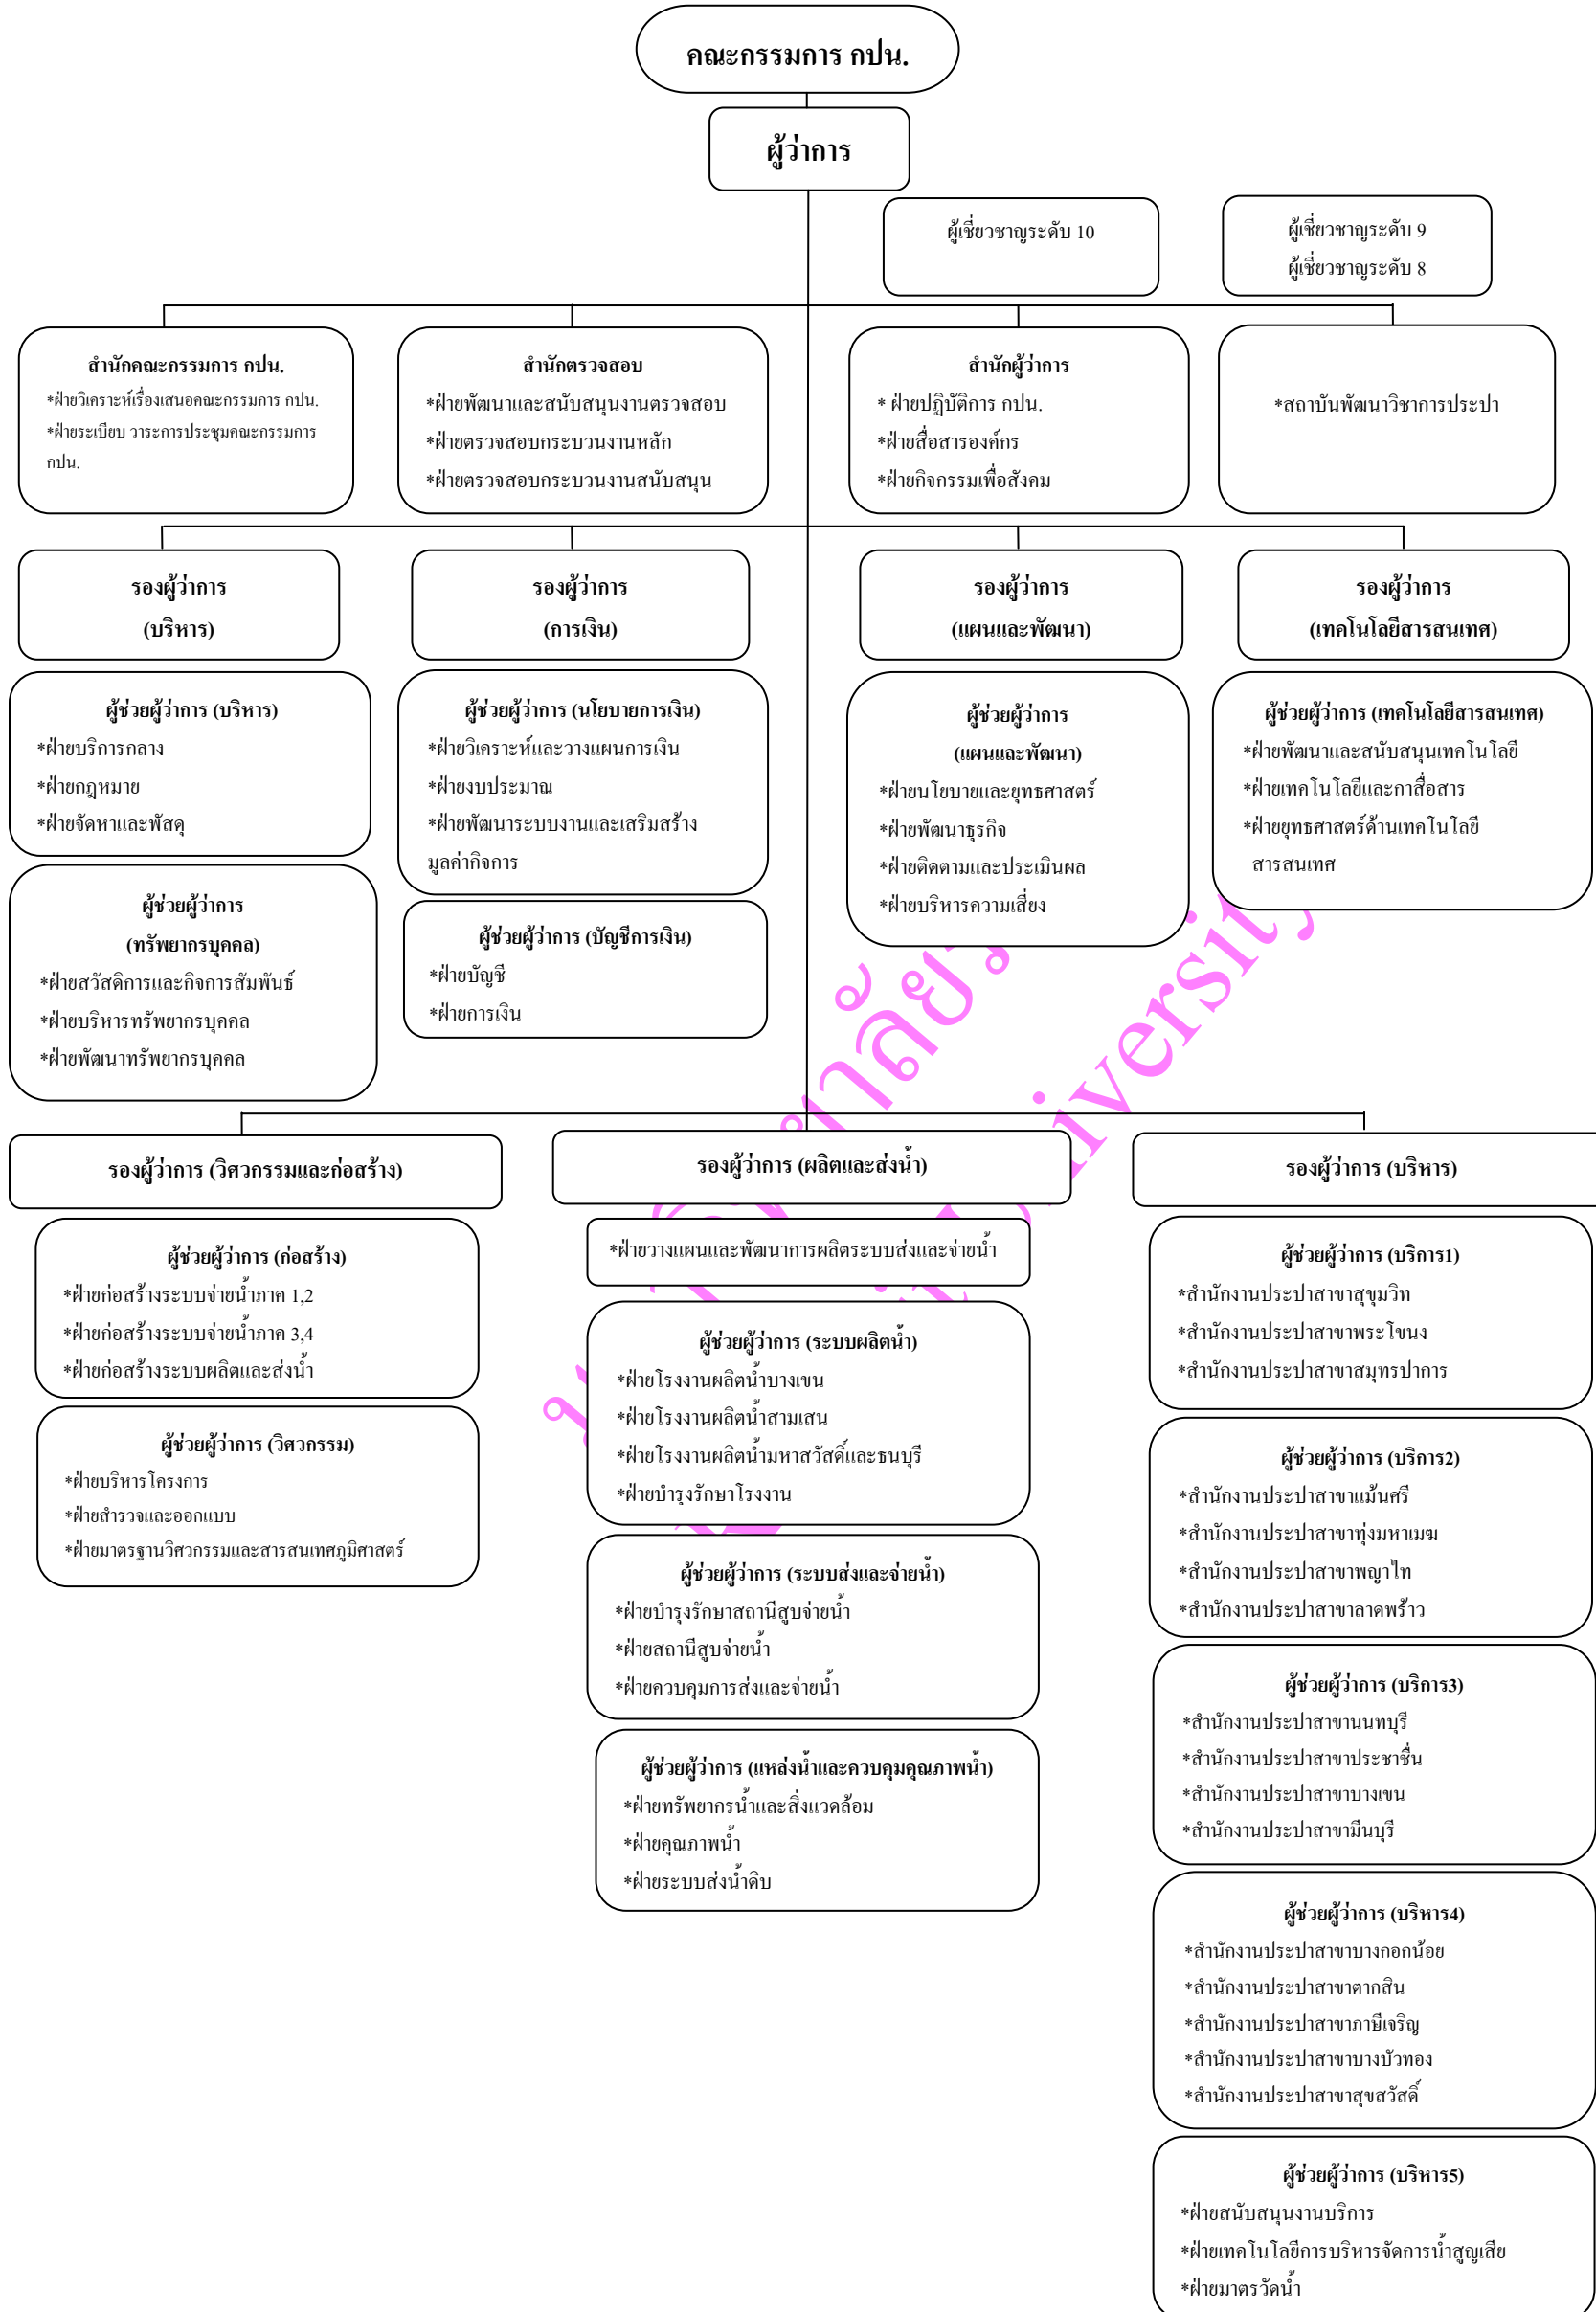 คณะกรรมการ กปน.
ผู้ว่าการ
ผู้เชี่ยวชาญระดับ 10
ผู้เชี่ยวชาญระดับ 9
ผู้เชี่ยวชาญระดับ 8
สำนักคณะกรรมการ กปน.
*ฝ่ายวิเคราะห์เรื่องเสนอคณะกรรมการ กปน.
*ฝ่ายระเบียบ วาระการประชุมคณะกรรมการ
กปน.
สำนักตรวจสอบ
*ฝ่ายพัฒนาและสนับสนุนงานตรวจสอบ
*ฝ่ายตรวจสอบกระบวนงานหลัก
*ฝ่ายตรวจสอบกระบวนงานสนับสนุน
สำนักผู้ว่าการ
* ฝ่ายปฏิบัติการ กปน.
*ฝ่ายสื่อสารองค์กร
*ฝ่ายกิจกรรมเพื่อสังคม
*สถาบันพัฒนาวิชาการประปา
รองผู้ว่าการ
(บริหาร)
รองผู้ว่าการ
(การเงิน)
รองผู้ว่าการ
(แผนและพัฒนา)
รองผู้ว่าการ
(เทคโนโลยีสารสนเทศ)
ผู้ช่วยผู้ว่าการ (บริหาร)
*ฝ่ายบริการกลาง
*ฝ่ายกฎหมาย
*ฝ่ายจัดหาและพัสดุ
ผู้ช่วยผู้ว่าการ
(ทรัพยากรบุคคล)
*ฝ่ายสวัสดิการและกิจการสัมพันธ์
*ฝ่ายบริหารทรัพยากรบุคคล
*ฝ่ายพัฒนาทรัพยากรบุคคล
ผู้ช่วยผู้ว่าการ (นโยบายการเงิน)
*ฝ่ายวิเคราะห์และวางแผนการเงิน
*ฝ่ายงบประมาณ
*ฝ่ายพัฒนาระบบงานและเสริมสร้าง
มูลค่ากิจการ
ผู้ช่วยผู้ว่าการ (บัญชีการเงิน)
*ฝ่ายบัญชี
*ฝ่ายการเงิน
ผู้ช่วยผู้ว่าการ
(แผนและพัฒนา)
*ฝ่ายนโยบายและยุทธศาสตร์
*ฝ่ายพัฒนาธุรกิจ
*ฝ่ายติดตามและประเมินผล
*ฝ่ายบริหารความเสี่ยง
ผู้ช่วยผู้ว่าการ (เทคโนโลยีสารสนเทศ)
*ฝ่ายพัฒนาและสนับสนุนเทคโนโลยี
*ฝ่ายเทคโนโลยีและกาสื่อสาร
*ฝ่ายยุทธศาสตร์ด้านเทคโนโลยี
สารสนเทศ
รองผู้ว่าการ (วิศวกรรมและก่อสร้าง)
ผู้ช่วยผู้ว่าการ (ก่อสร้าง)
*ฝ่ายก่อสร้างระบบจ่ายน้ำภาค 1,2
*ฝ่ายก่อสร้างระบบจ่ายน้ำภาค 3,4
*ฝ่ายก่อสร้างระบบผลิตและส่งน้ำ
ผู้ช่วยผู้ว่าการ (วิศวกรรม)
*ฝ่ายบริหารโครงการ
*ฝ่ายสำรวจและออกแบบ
*ฝ่ายมาตรฐานวิศวกรรมและสารสนเทศภูมิศาสตร์
รองผู้ว่าการ (ผลิตและส่งน้ำ)
*ฝ่ายวางแผนและพัฒนาการผลิตระบบส่งและจ่ายน้ำ
ผู้ช่วยผู้ว่าการ (ระบบผลิตน้ำ)
*ฝ่ายโรงงานผลิตน้ำบางเขน
*ฝ่ายโรงงานผลิตน้ำสามเสน
*ฝ่ายโรงงานผลิตน้ำมหาสวัสดิ์และธนบุรี
*ฝ่ายบำรุงรักษาโรงงาน
ผู้ช่วยผู้ว่าการ (ระบบส่งและจ่ายน้ำ)
*ฝ่ายบำรุงรักษาสถานีสูบจ่ายน้ำ
*ฝ่ายสถานีสูบจ่ายน้ำ
*ฝ่ายควบคุมการส่งและจ่ายน้ำ
ผู้ช่วยผู้ว่าการ (แหล่งน้ำและควบคุมคุณภาพน้ำ)
*ฝ่ายทรัพยากรน้ำและสิ่งแวดล้อม
*ฝ่ายคุณภาพน้ำ
*ฝ่ายระบบส่งน้ำดิบ
รองผู้ว่าการ (บริหาร)
ผู้ช่วยผู้ว่าการ (บริการ1)
*สำนักงานประปาสาขาสุขุมวิท
*สำนักงานประปาสาขาพระโขนง
*สำนักงานประปาสาขาสมุทรปาการ
ผู้ช่วยผู้ว่าการ (บริการ2)
*สำนักงานประปาสาขาแม้นศรี
*สำนักงานประปาสาขาทุ่งมหาเมฆ
*สำนักงานประปาสาขาพญาไท
*สำนักงานประปาสาขาลาดพร้าว
ผู้ช่วยผู้ว่าการ (บริการ3)
*สำนักงานประปาสาขานนทบุรี
*สำนักงานประปาสาขาประชาชื่น
*สำนักงานประปาสาขาบางเขน
*สำนักงานประปาสาขามีนบุรี
ผู้ช่วยผู้ว่าการ (บริหาร4)
*สำนักงานประปาสาขาบางกอกน้อย
*สำนักงานประปาสาขาตากสิน
*สำนักงานประปาสาขาภาษีเจริญ
*สำนักงานประปาสาขาบางบัวทอง
*สำนักงานประปาสาขาสุขสวัสดิ์
ผู้ช่วยผู้ว่าการ (บริหาร5)
*ฝ่ายสนับสนุนงานบริการ
*ฝ่ายเทคโนโลยีการบริหารจัดการน้ำสูญเสีย
*ฝ่ายมาตรวัดน้ำ